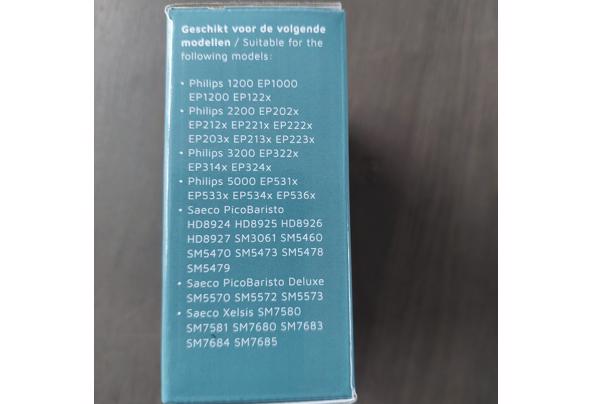 Geschikt voor de volgende
modellen / Suitable for the
following models:
• Philips 1200 EP1000
EP1200 EP122x
• Philips 2200 EP202x
EP212x EP221x EP222x
EP203x EP213x EP223x
• Philips 3200 EP322x
EP314x EP324x
• Philips 5000 EP531x
EP533x EP534x EP536x
• Saeco PicoBaristo
HD8924 HD8925 HD8926
HD8927 SM3061 SM5460
SM5470 SM5473 SM5478
SM5479
• Saeco PicoBaristo Deluxe
SM5570 SM5572 SM5573
• Saeco Xelsis SM7580
SM7581 SM7680 SM7683
SM7684 SM7685